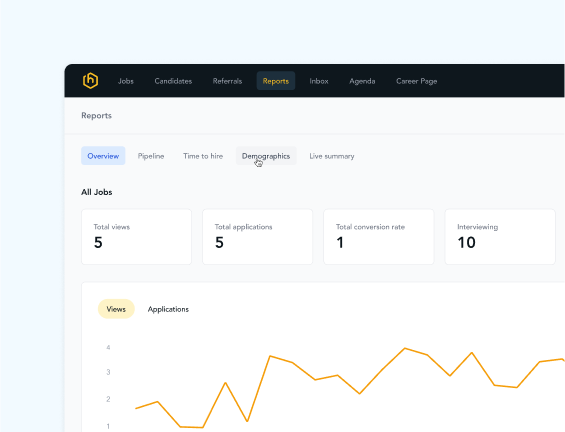 Jobs Candidates Referrals Reports Inbox Agenda Career Page
Reports
Overview Pipeline Time to hire Demographics Live summary
All Jobs
Total views Total applications Total conversion rate Interviewing
5 5 1 10
Views Applications
4
3
2
1